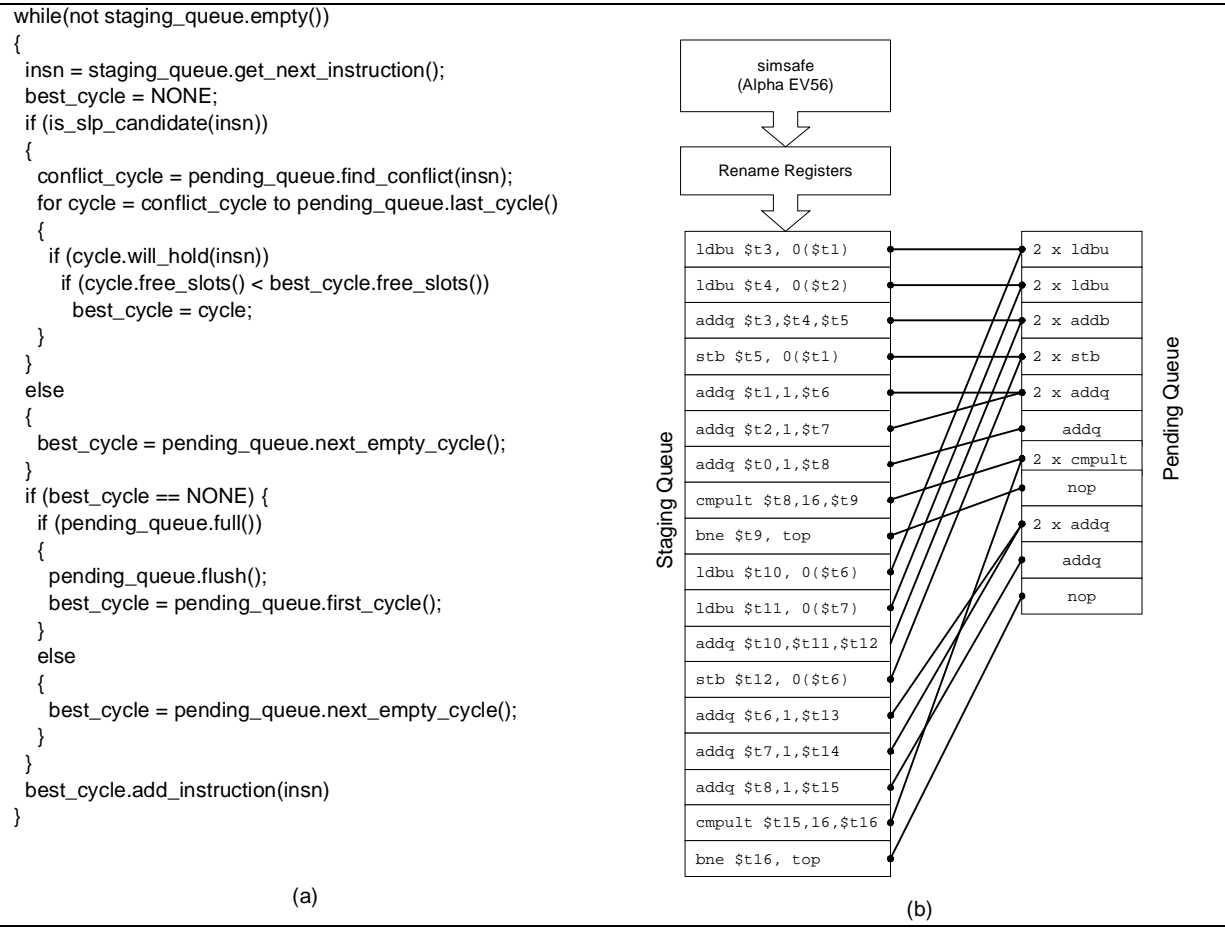 while(not staging_queue.empty())
{
insn = staging_queue.get_next_instruction();
best_cycle = NONE;
if (is_slp_candidate(insn))
{
conflict_cycle = pending_queue.find_conflict(insn);
for cycle = conflict_cycle to pending_queue.last_cycle()
{
if (cycle.will_hold(insn))
if (cycle.free_slots() < best_cycle.free_slots())
best_cycle = cycle;
}
}
else
{
best_cycle = pending_queue.next_empty_cycle();
}
if (best_cycle == NONE) {
if (pending_queue.full())
{
pending_queue.flush();
best_cycle = pending_queue.first_cycle();
}
else
{
best_cycle = pending_queue.next_empty_cycle();
}
}
best_cycle.add_instruction(insn)
}
(a)
simsafe
(Alpha EV56)
Rename Registers
Staging Queue
ldbu $t3, 0($t1)
ldbu $t4, 0($t2)
addq $t3,$t4,$t5
stb $t5, 0($t1)
addq $t1,1,$t6
addq $t2,1,$t7
addq $t0,1,$t8
cmpult $t8,16,$t9
bne $t9, top
ldbu $t10, 0($t6)
ldbu $t11, 0($t7)
addq $t10,$t11,$t12
stb $t12, 0($t6)
addq $t6,1,$t13
addq $t7,1,$t14
addq $t8,1,$t15
cmpult $t15,16,$t16
bne $t16, top
2 x ldbu
2 x ldbu
2 x addb
2 x stb
2 x addq
addq
2 x cmpult
nop
2 x addq
addq
nop
Pending Queue
(b)